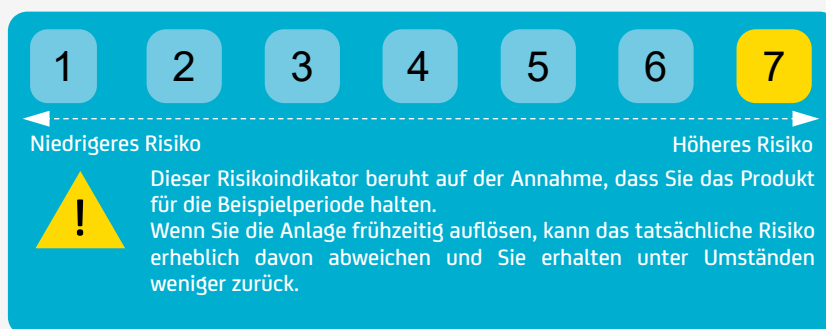 1 2 3 4 5 6 7
Niedrigeres Risiko Höheres Risiko
!
Dieser Risikoindikator beruht auf der Annahme, dass Sie das Produkt
für die Beispielperiode halten.
Wenn Sie die Anlage frühzeitig auflösen, kann das tatsächliche Risiko
erheblich davon abweichen und Sie erhalten unter Umständen
weniger zurück.